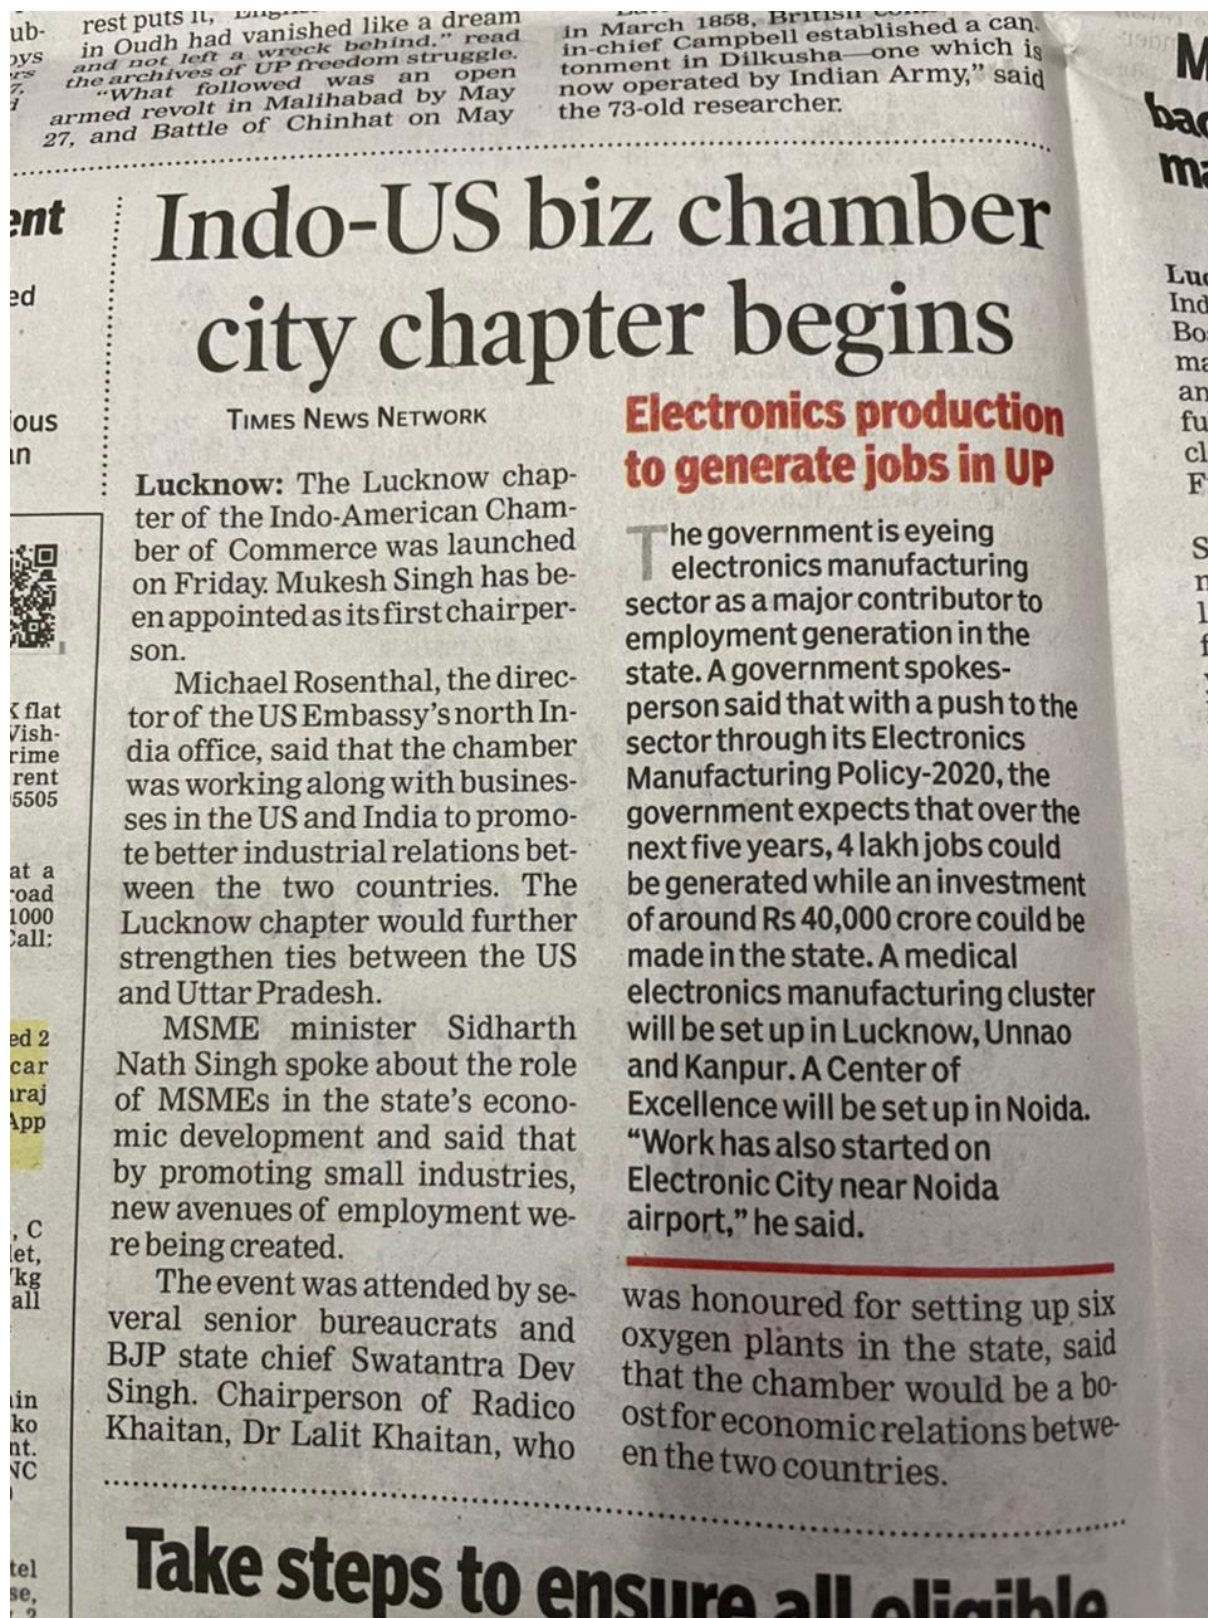 rest puts it,
in Oudh had vanished like a dream
and not left a wreck behind." read
the archives of UP freedom struggle.
"What followed was an open
armed revolt in Malihabad by May
27, and Battle of Chinhat on May
in March 1858, British
in-chief Campbell established a can-
tonment in Dilkusha—one which is
now operated by Indian Army," said
the 73-old researcher.
Indo-US biz chamber
city chapter begins
TIMES NEWS NETWORK
Lucknow: The Lucknow chap-
ter of the Indo-American Cham-
ber of Commerce was launched
on Friday. Mukesh Singh has be-
en appointed as its first chairper-
son.
Michael Rosenthal, the direc-
tor of the US Embassy's north In-
dia office, said that the chamber
was working along with busines-
ses in the US and India to promo-
te better industrial relations bet-
ween the two countries. The
Lucknow chapter would further
strengthen ties between the US
and Uttar Pradesh.
MSME minister Sidharth
Nath Singh spoke about the role
of MSMEs in the state's econo-
mic development and said that
by promoting small industries,
new avenues of employment we-
re being created.
The event was attended by se-
veral senior bureaucrats and
BJP state chief Swatantra Dev
Singh. Chairperson of Radico
Khaitan, Dr Lalit Khaitan, who
Electronics production
to generate jobs in UP
The government is eyeing
electronics manufacturing
sector as a major contributor to
employment generation in the
state. A government spokes-
person said that with a push to the
sector through its Electronics
Manufacturing Policy-2020, the
government expects that over the
next five years, 4 lakh jobs could
be generated while an investment
of around Rs 40,000 crore could be
made in the state. A medical
electronics manufacturing cluster
will be set up in Lucknow, Unnao
and Kanpur. A Center of
Excellence will be set up in Noida.
"Work has also started on
Electronic City near Noida
airport," he said.
was honoured for setting up six
oxygen plants in the state, said
that the chamber would be a bo-
ost for economic relations betwe-
en the two countries.
Take steps to ensure all eligible